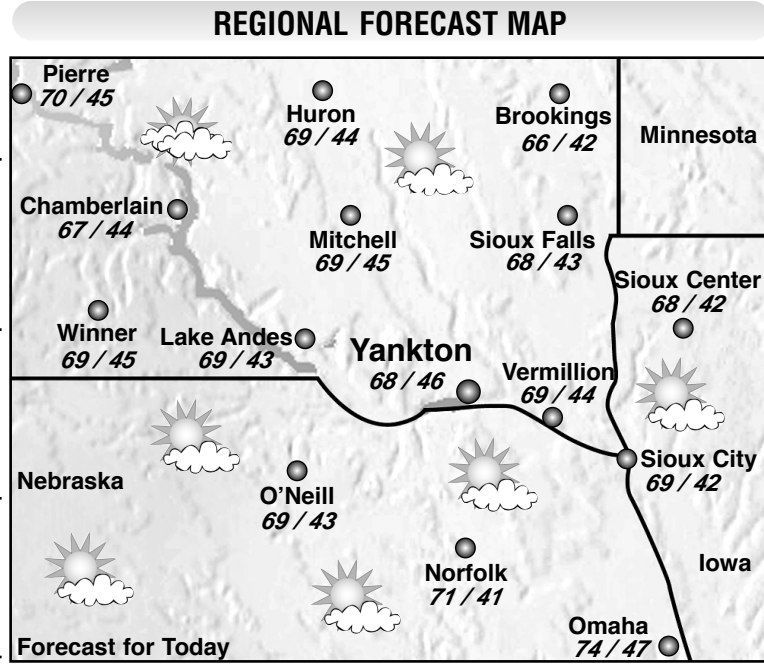 REGIONAL FORECAST MAP
Pierre
70 / 45
Huron
69 / 44
Brookings
66 / 42
Minnesota
Chamberlain
67 / 44
Mitchell
69 / 45
Sioux Falls
68 / 43
Sioux Center
68 / 42
Winner
69 / 45
Lake Andes
69 / 43
Yankton
68 / 46
Vermillion
69 / 44
Nebraska
O'Neill
69 / 43
Sioux City
69 / 42
Norfolk
71 / 41
Iowa
Omaha
74 / 47
Forecast for Today